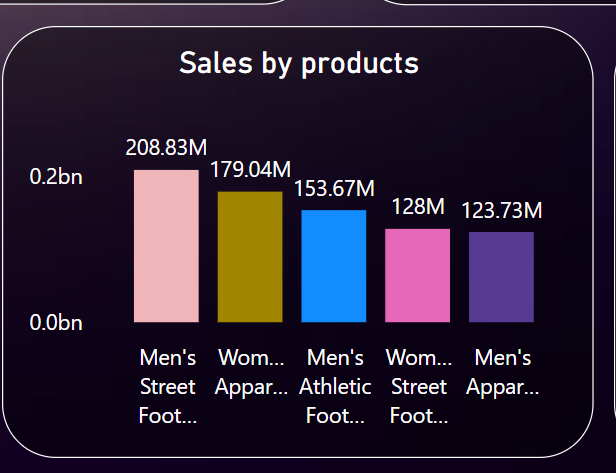 Sales by products
208.83M
179.04M
153.67M
128M
123.73M
0.2bn
0.0bn
Men's
Street
Foot...
Wom...
Appar...
Men's
Athletic
Foot...
Wom...
Street
Foot...
Men's
Appar...